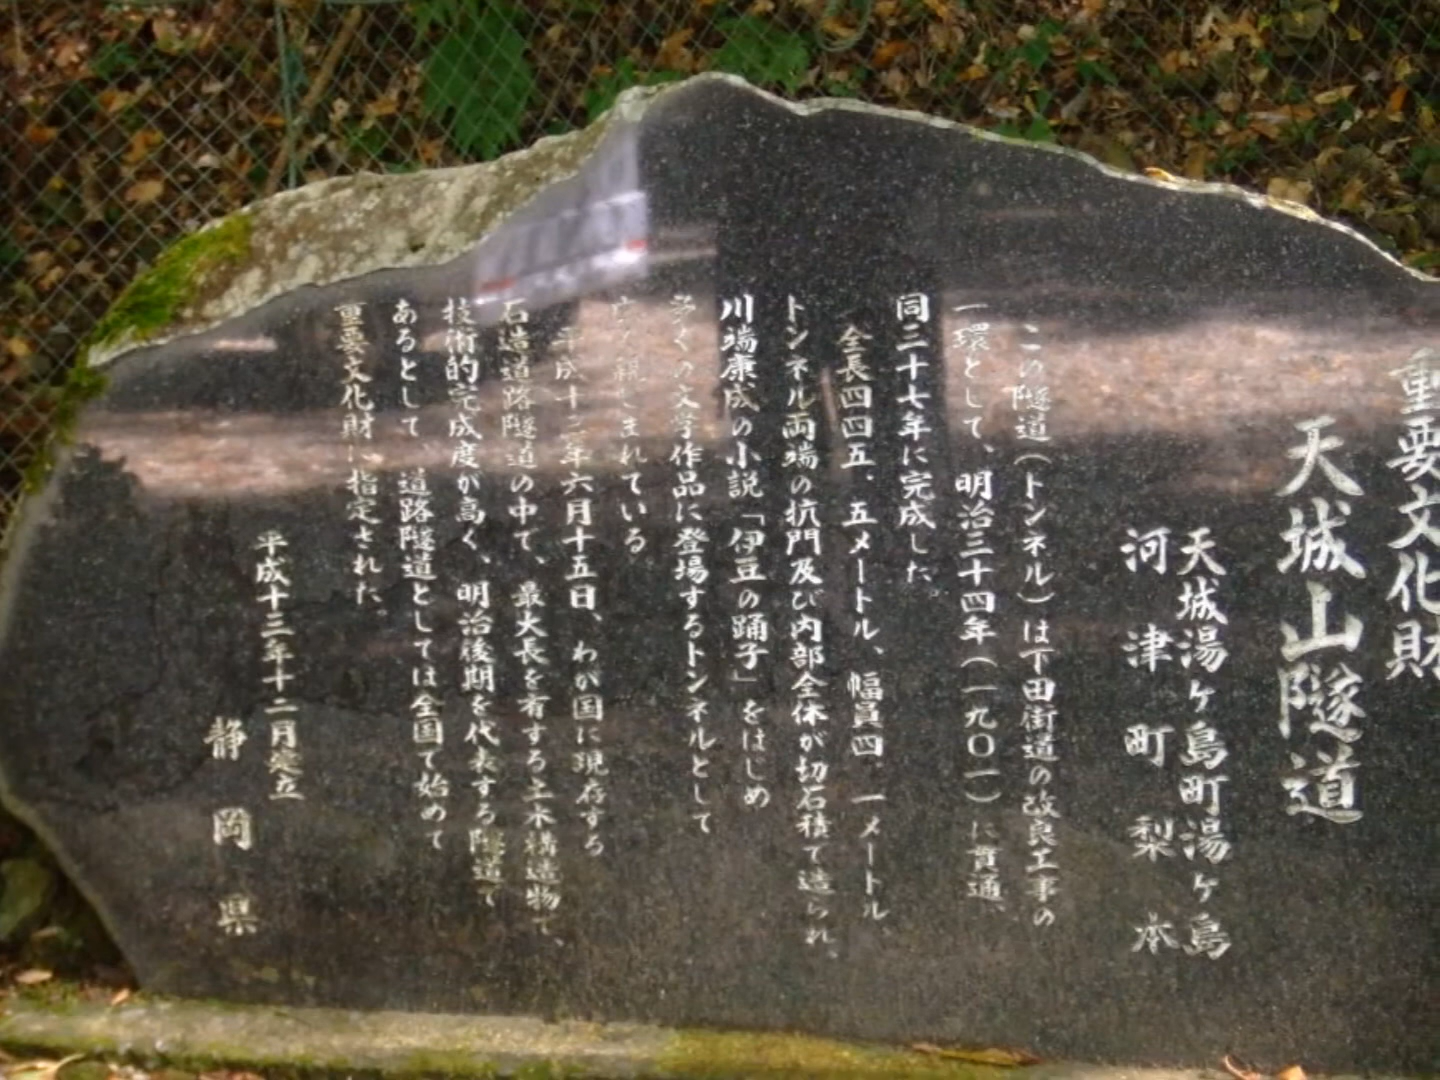 重要文化財
天城山隧道
天城湯ヶ島町湯ヶ島
河津町梨本
この隧道（トンネル）は下田街道の改良工事の
一環として、明治三十四年（一九〇一）に貫通、
同三十七年に完成した。
全長四四五．五メートル、幅員四．一メートル
トンネル両端の抗門及び内部全体が切石積で造られ、
川端康成の小説「伊豆の踊子」をはじめ
多くの文学作品に登場するトンネルとして
親しまれている
平成十三年六月十五日、わが国に現存する
石造道路隧道の中で、最大長を有する土木構造物で、
技術的完成度が高く、明治後期を代表する隧道で
あるとして、道路隧道としては全国で始めて
重要文化財に指定された。
平成十三年十二月建立
静岡県